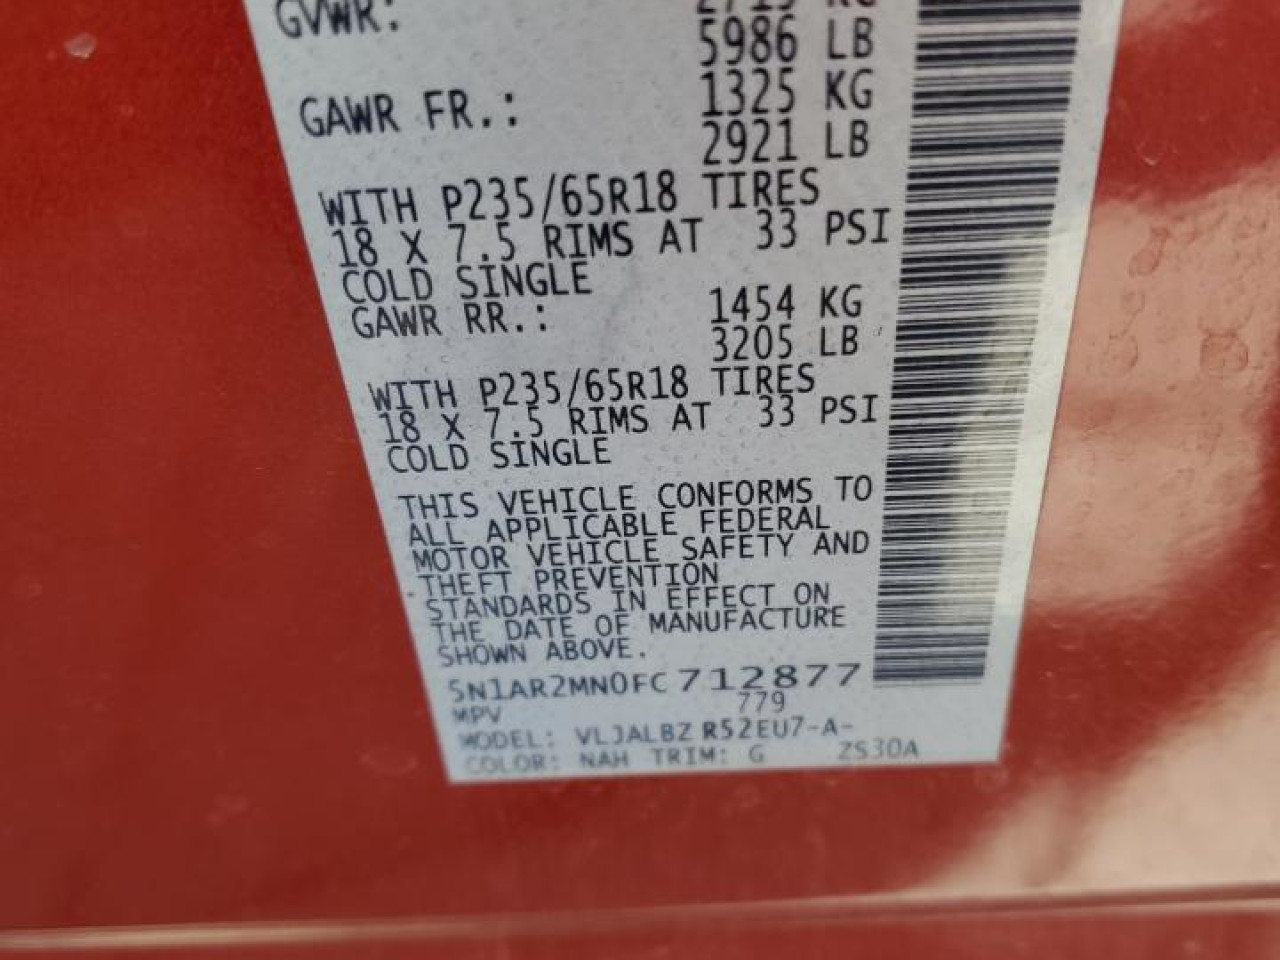 GVWR: 2715 KG
5986 LB
GAWR FR.: 1325 KG
2921 LB
WITH P235/65R18 TIRES
18 X 7.5 RIMS AT 33 PSI
COLD SINGLE
GAWR RR.: 1454 KG
3205 LB
WITH P235/65R18 TIRES
18 X 7.5 RIMS AT 33 PSI
COLD SINGLE
THIS VEHICLE CONFORMS TO
ALL APPLICABLE FEDERAL
MOTOR VEHICLE SAFETY AND
THEFT PREVENTION
STANDARDS IN EFFECT ON
THE DATE OF MANUFACTURE
SHOWN ABOVE.
5N1AR2MN0FC712877
MPV 779
MODEL: VLJALBZ R52EU7-A-
COLOR: NAH TRIM: G ZS30A